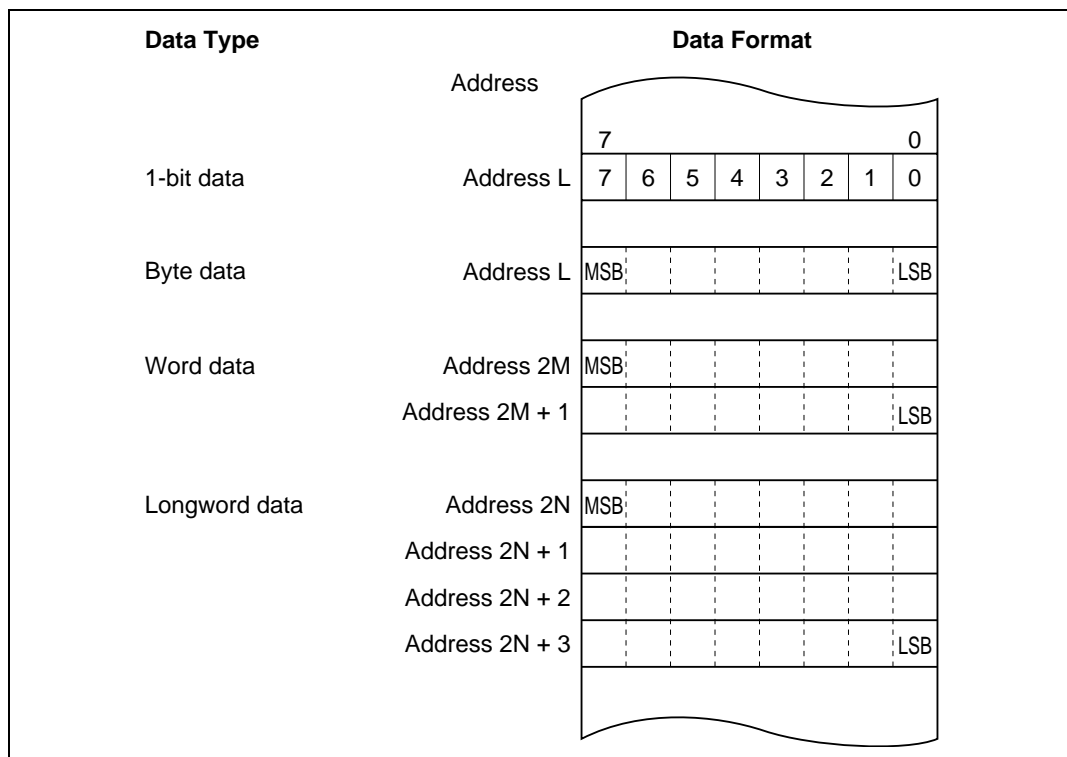 Data Type Data Format
Address
7 0
1-bit data Address L 7 6 5 4 3 2 1 0
Byte data Address L MSB LSB
Word data Address 2M MSB
Address 2M + 1 LSB
Longword data Address 2N MSB
Address 2N + 1
Address 2N + 2
Address 2N + 3 LSB